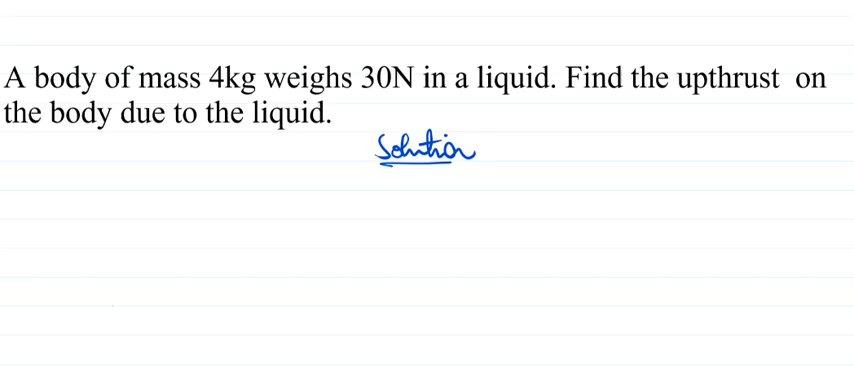 A body of mass 4kg weighs 30N in a liquid. Find the upthrust on
the body due to the liquid.
Solution